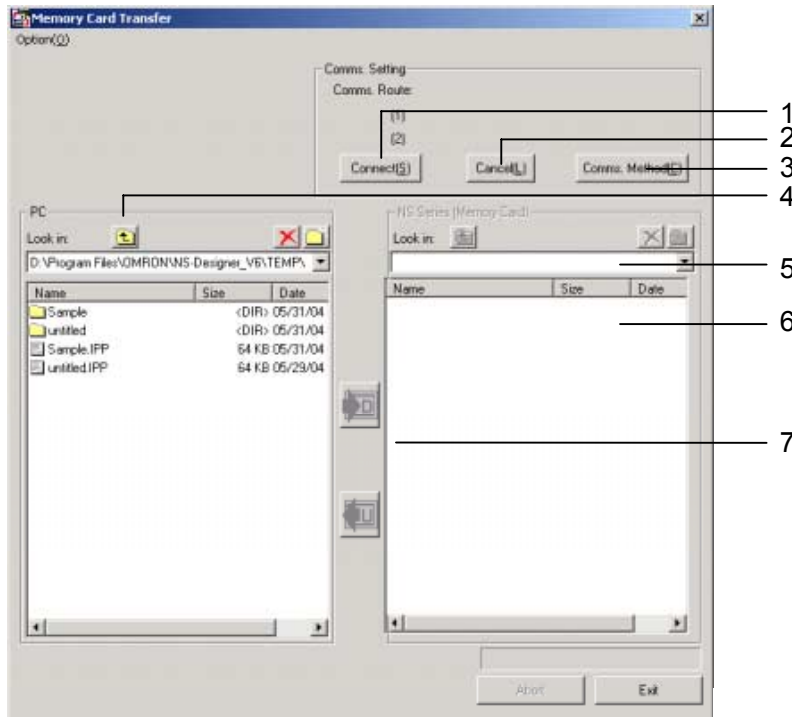 Memory Card Transfer
Option(O)
Comms. Setting
Comms. Route:
(1)
(2)
Connect(S) Cancel(L) Comms. Method(E)
1
2
3
4
PC
Look in:
D:\Program Files\OMRON\NS-Designer_V6\TEMP\
Name Size Date
Sample <DIR> 05/31/04
untitled <DIR> 05/31/04
Sample.IPP 64 KB 05/31/04
untitled.IPP 64 KB 05/29/04
D
U
NS Series (Memory Card)
Look in:
5
Name Size Date
6
7
Abort Exit